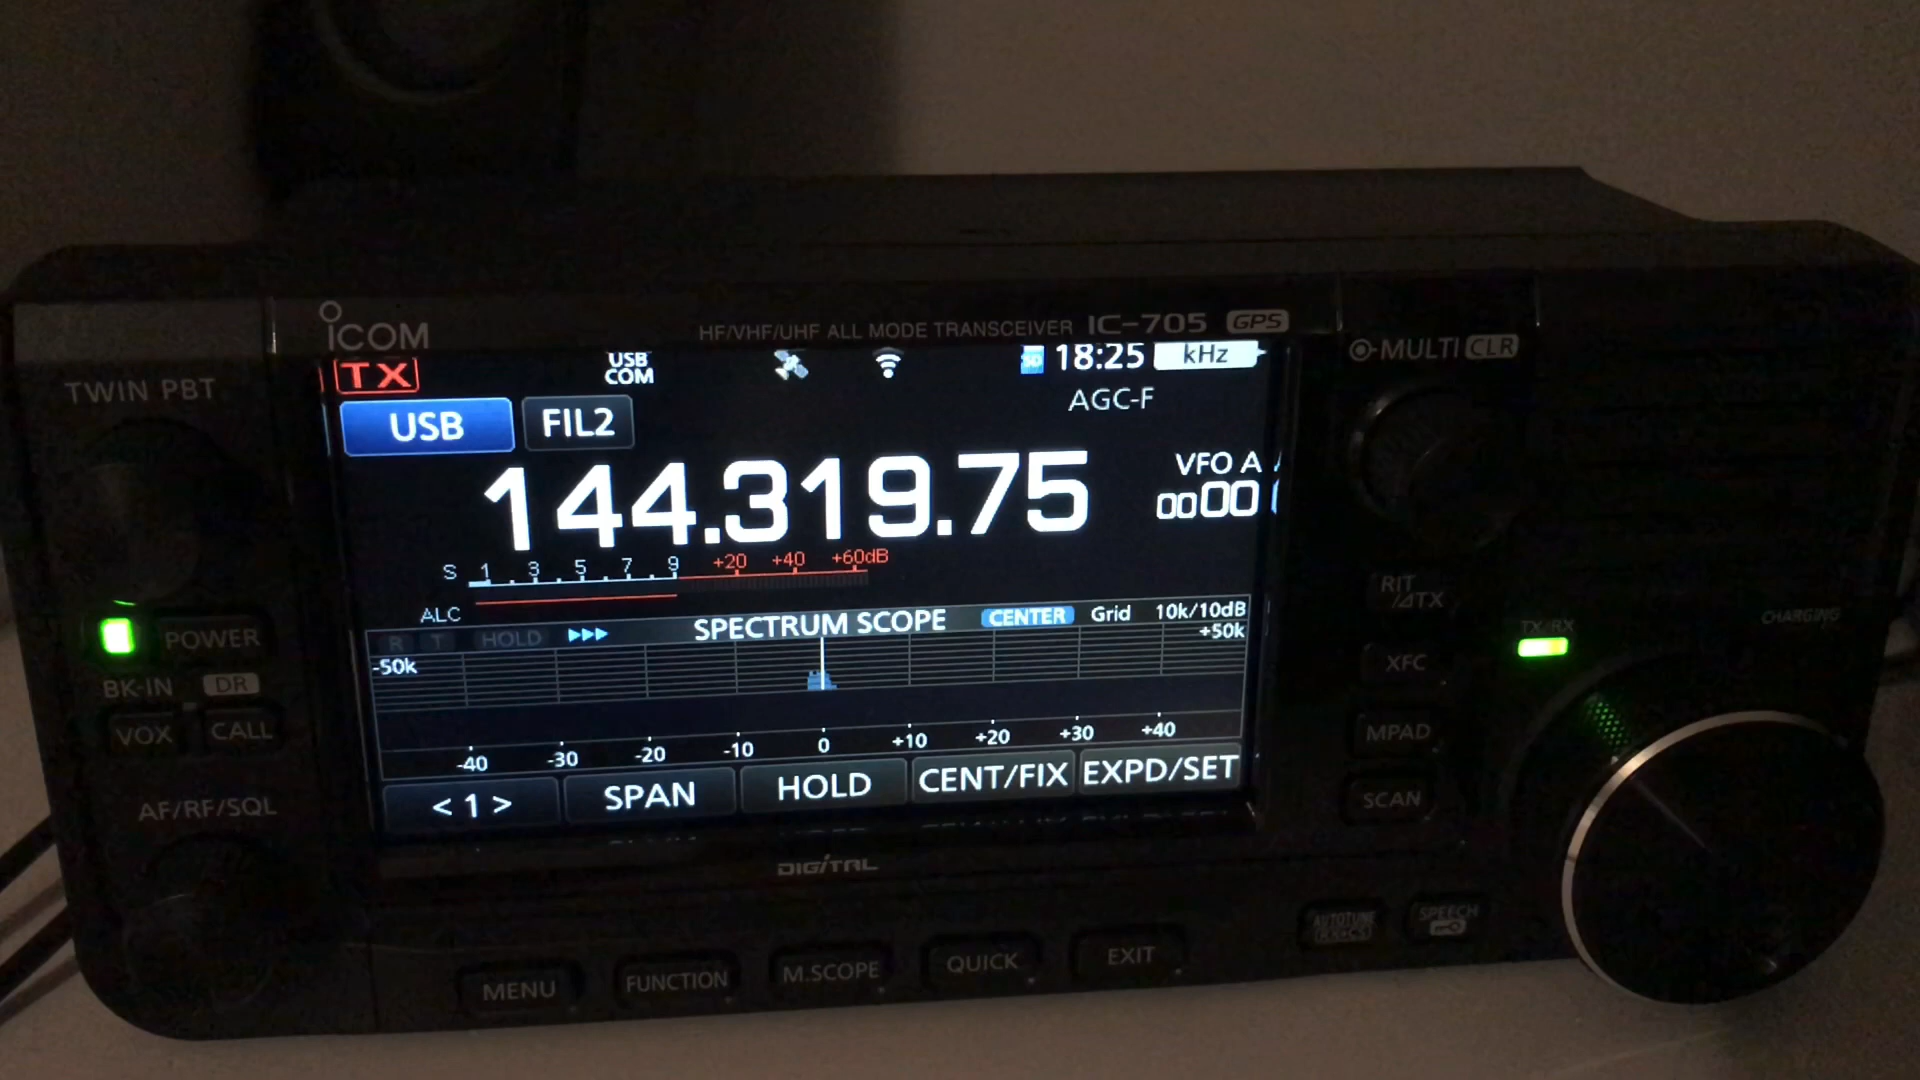 ICOM
HF/VHF/UHF ALL MODE TRANSCEIVER IC-705 GPS
TWIN PBT
MULTI CLR
TX
USB COM
18:25 kHz
USB FIL2
AGC-F
144.319.75
VFO A
0000
S 1 3 5 7 9 +20 +40 +60dB
ALC
R T HOLD
SPECTRUM SCOPE CENTER Grid 10k/10dB
-50k +50k
-40 -30 -20 -10 0 +10 +20 +30 +40
< 1 > SPAN HOLD CENT/FIX EXPD/SET
POWER
BK-IN DR
VOX CALL
AF/RF/SQL
RIT/⊿TX
XFC
MPAD
SCAN
TX/RX
CHARGING
DIGITAL
MENU FUNCTION M.SCOPE QUICK EXIT
AUTOTUNE
SPEECH